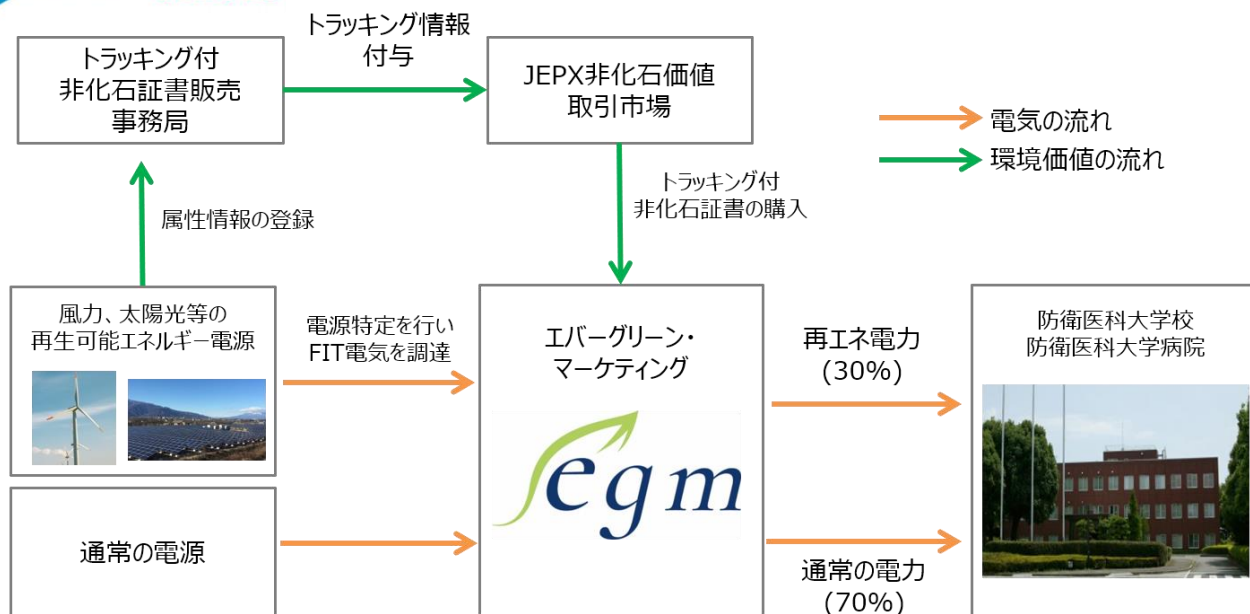 トラッキング付
非化石証書販売
事務局
トラッキング情報
付与
JEPX非化石価値
取引市場
電気の流れ
環境価値の流れ
属性情報の登録
トラッキング付
非化石証書の購入
風力、太陽光等の
再生可能エネルギー電源
電源特定を行い
FIT電気を調達
エバーグリーン・
マーケティング
egm
再エネ電力
(30%)
防衛医科大学校
防衛医科大学病院
通常の電源
通常の電力
(70%)